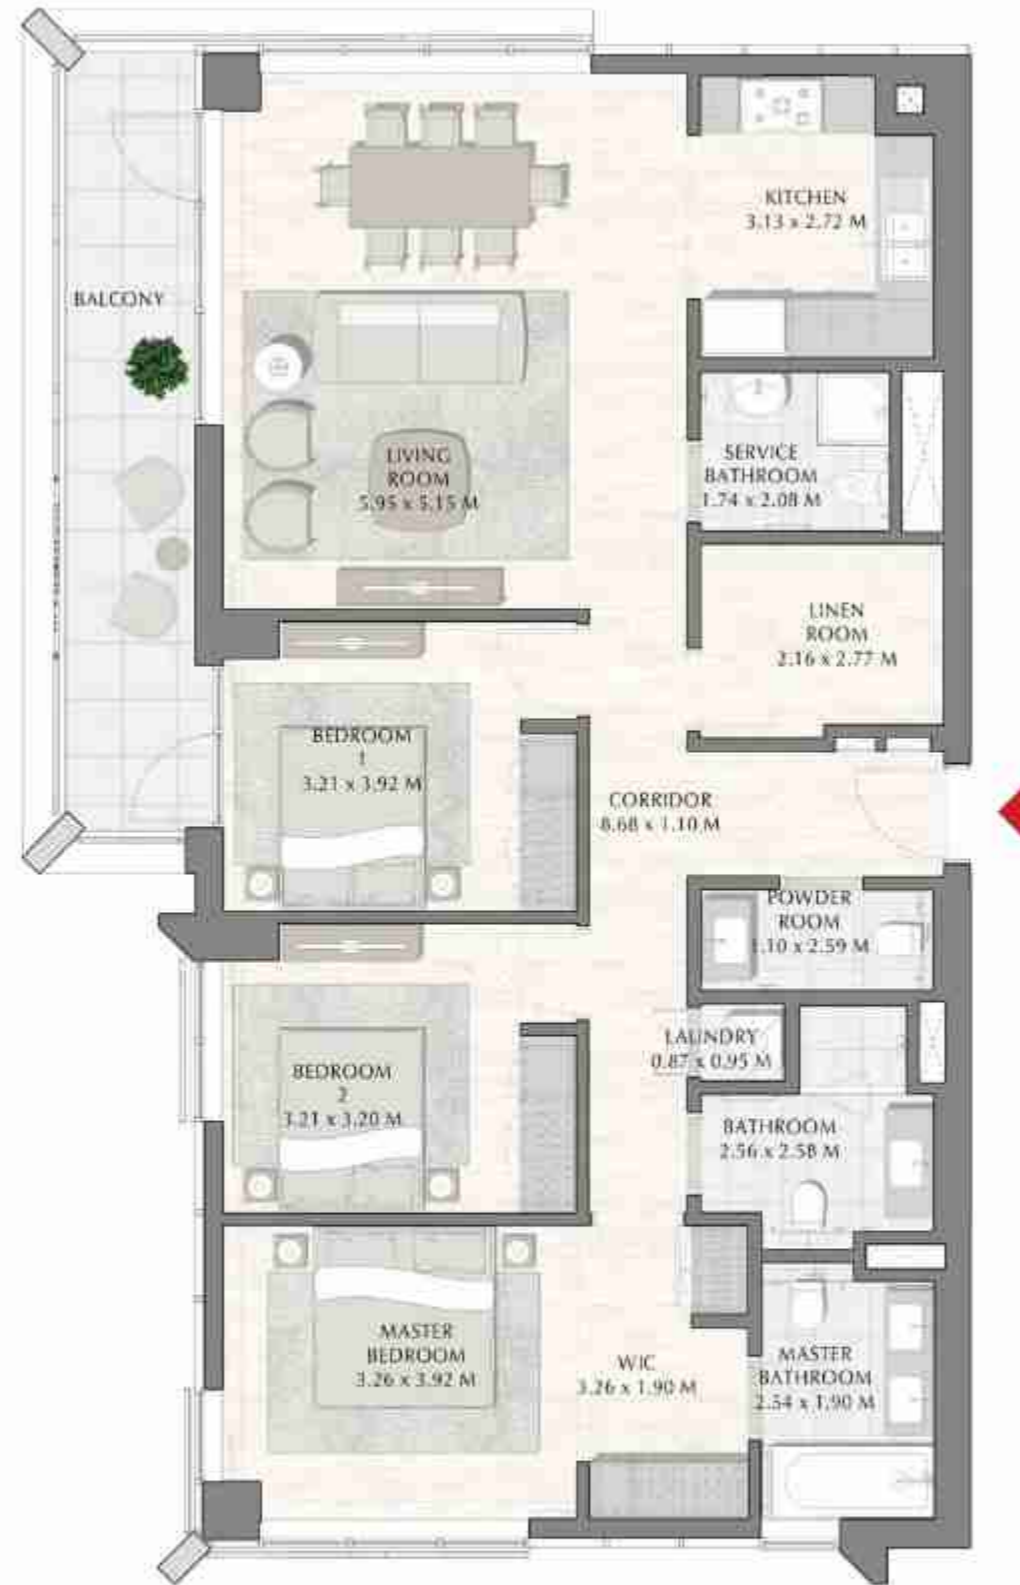 KITCHEN
3.13 x 2.72 M
BALCONY
LIVING
ROOM
5.95 x 5.15 M
SERVICE
BATHROOM
1.74 x 2.08 M
LINEN
ROOM
2.16 x 2.77 M
BEDROOM
1
3.21 x 3.92 M
CORRIDOR
8.68 x 1.10 M
POWDER
ROOM
1.10 x 2.59 M
LAUNDRY
0.87 x 0.95 M
BEDROOM
2
3.21 x 3.20 M
BATHROOM
2.56 x 2.58 M
MASTER
BEDROOM
3.26 x 3.92 M
WIC
3.26 x 1.90 M
MASTER
BATHROOM
2.54 x 1.90 M